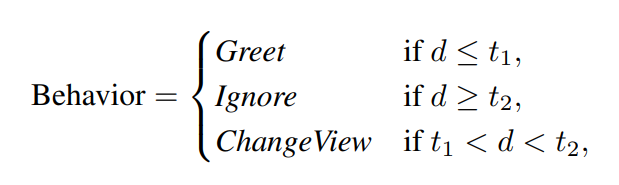 Greet if d ≤ t₁,
Behavior = { Ignore if d ≥ t₂,
ChangeView if t₁ < d < t₂,